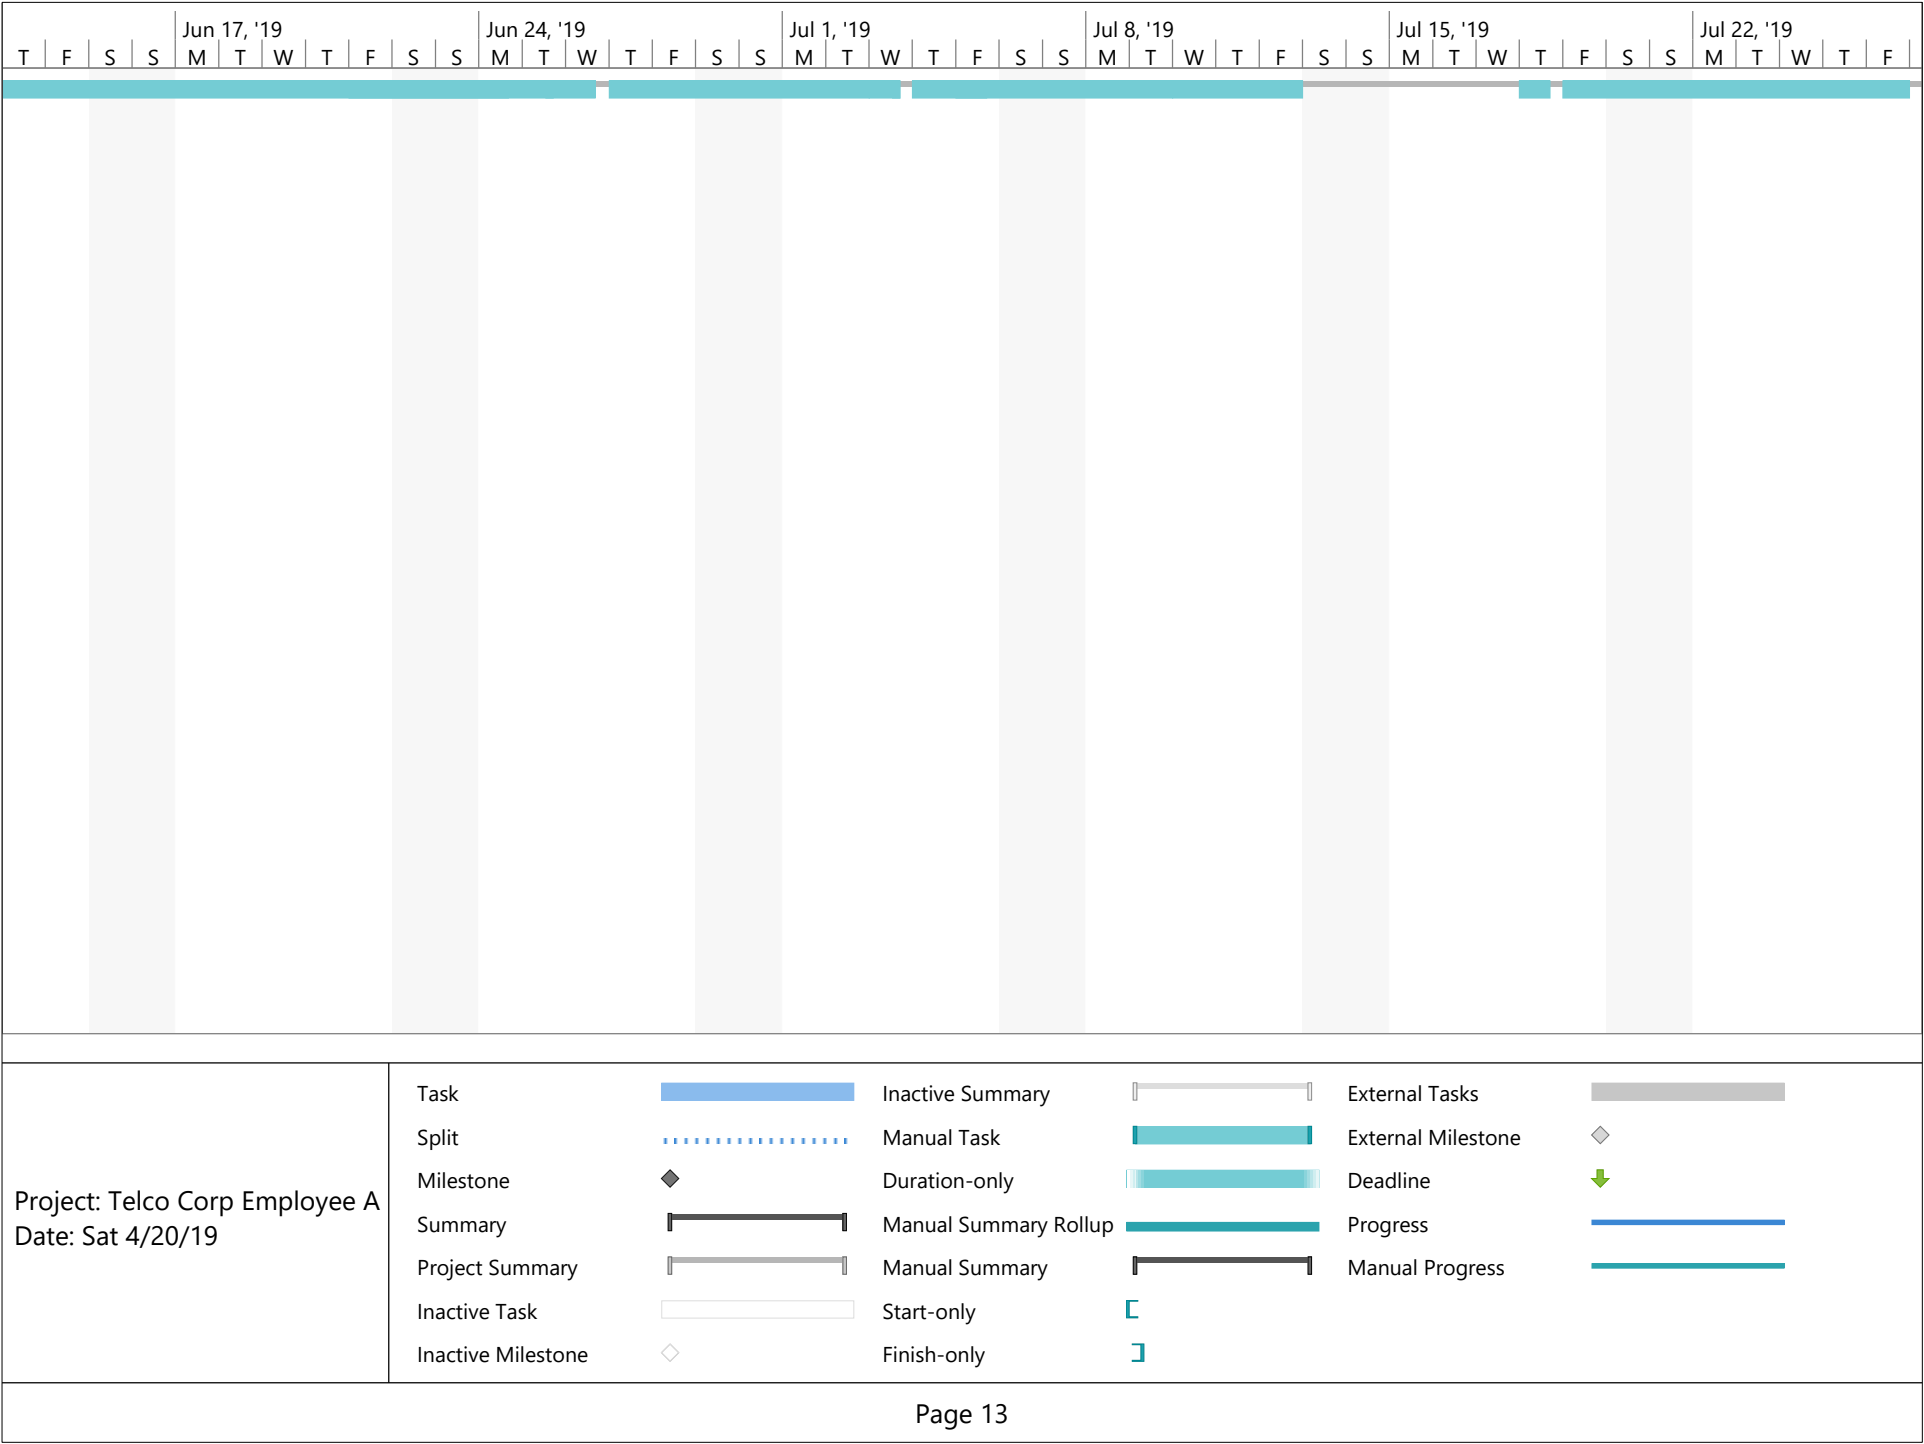 Jun 17, '19 Jun 24, '19 Jul 1, '19 Jul 8, '19 Jul 15, '19 Jul 22, '19
T F S S M T W T F S S M T W T F S S M T W T F S S M T W T F S S M T W T F S S M T W T F
Task Inactive Summary External Tasks
Split Manual Task External Milestone
Milestone Duration-only Deadline
Project: Telco Corp Employee A
Summary Manual Summary Rollup Progress
Date: Sat 4/20/19
Project Summary Manual Summary Manual Progress
Inactive Task Start-only
Inactive Milestone Finish-only
Page 13